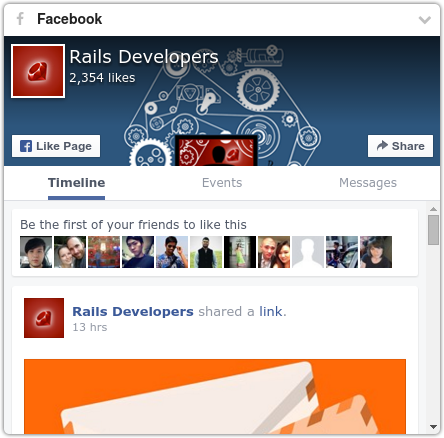 Facebook
Rails Developers
2,354 likes
Like Page
Share
Timeline
Events
Messages
Be the first of your friends to like this
Rails Developers shared a link.
13 hrs